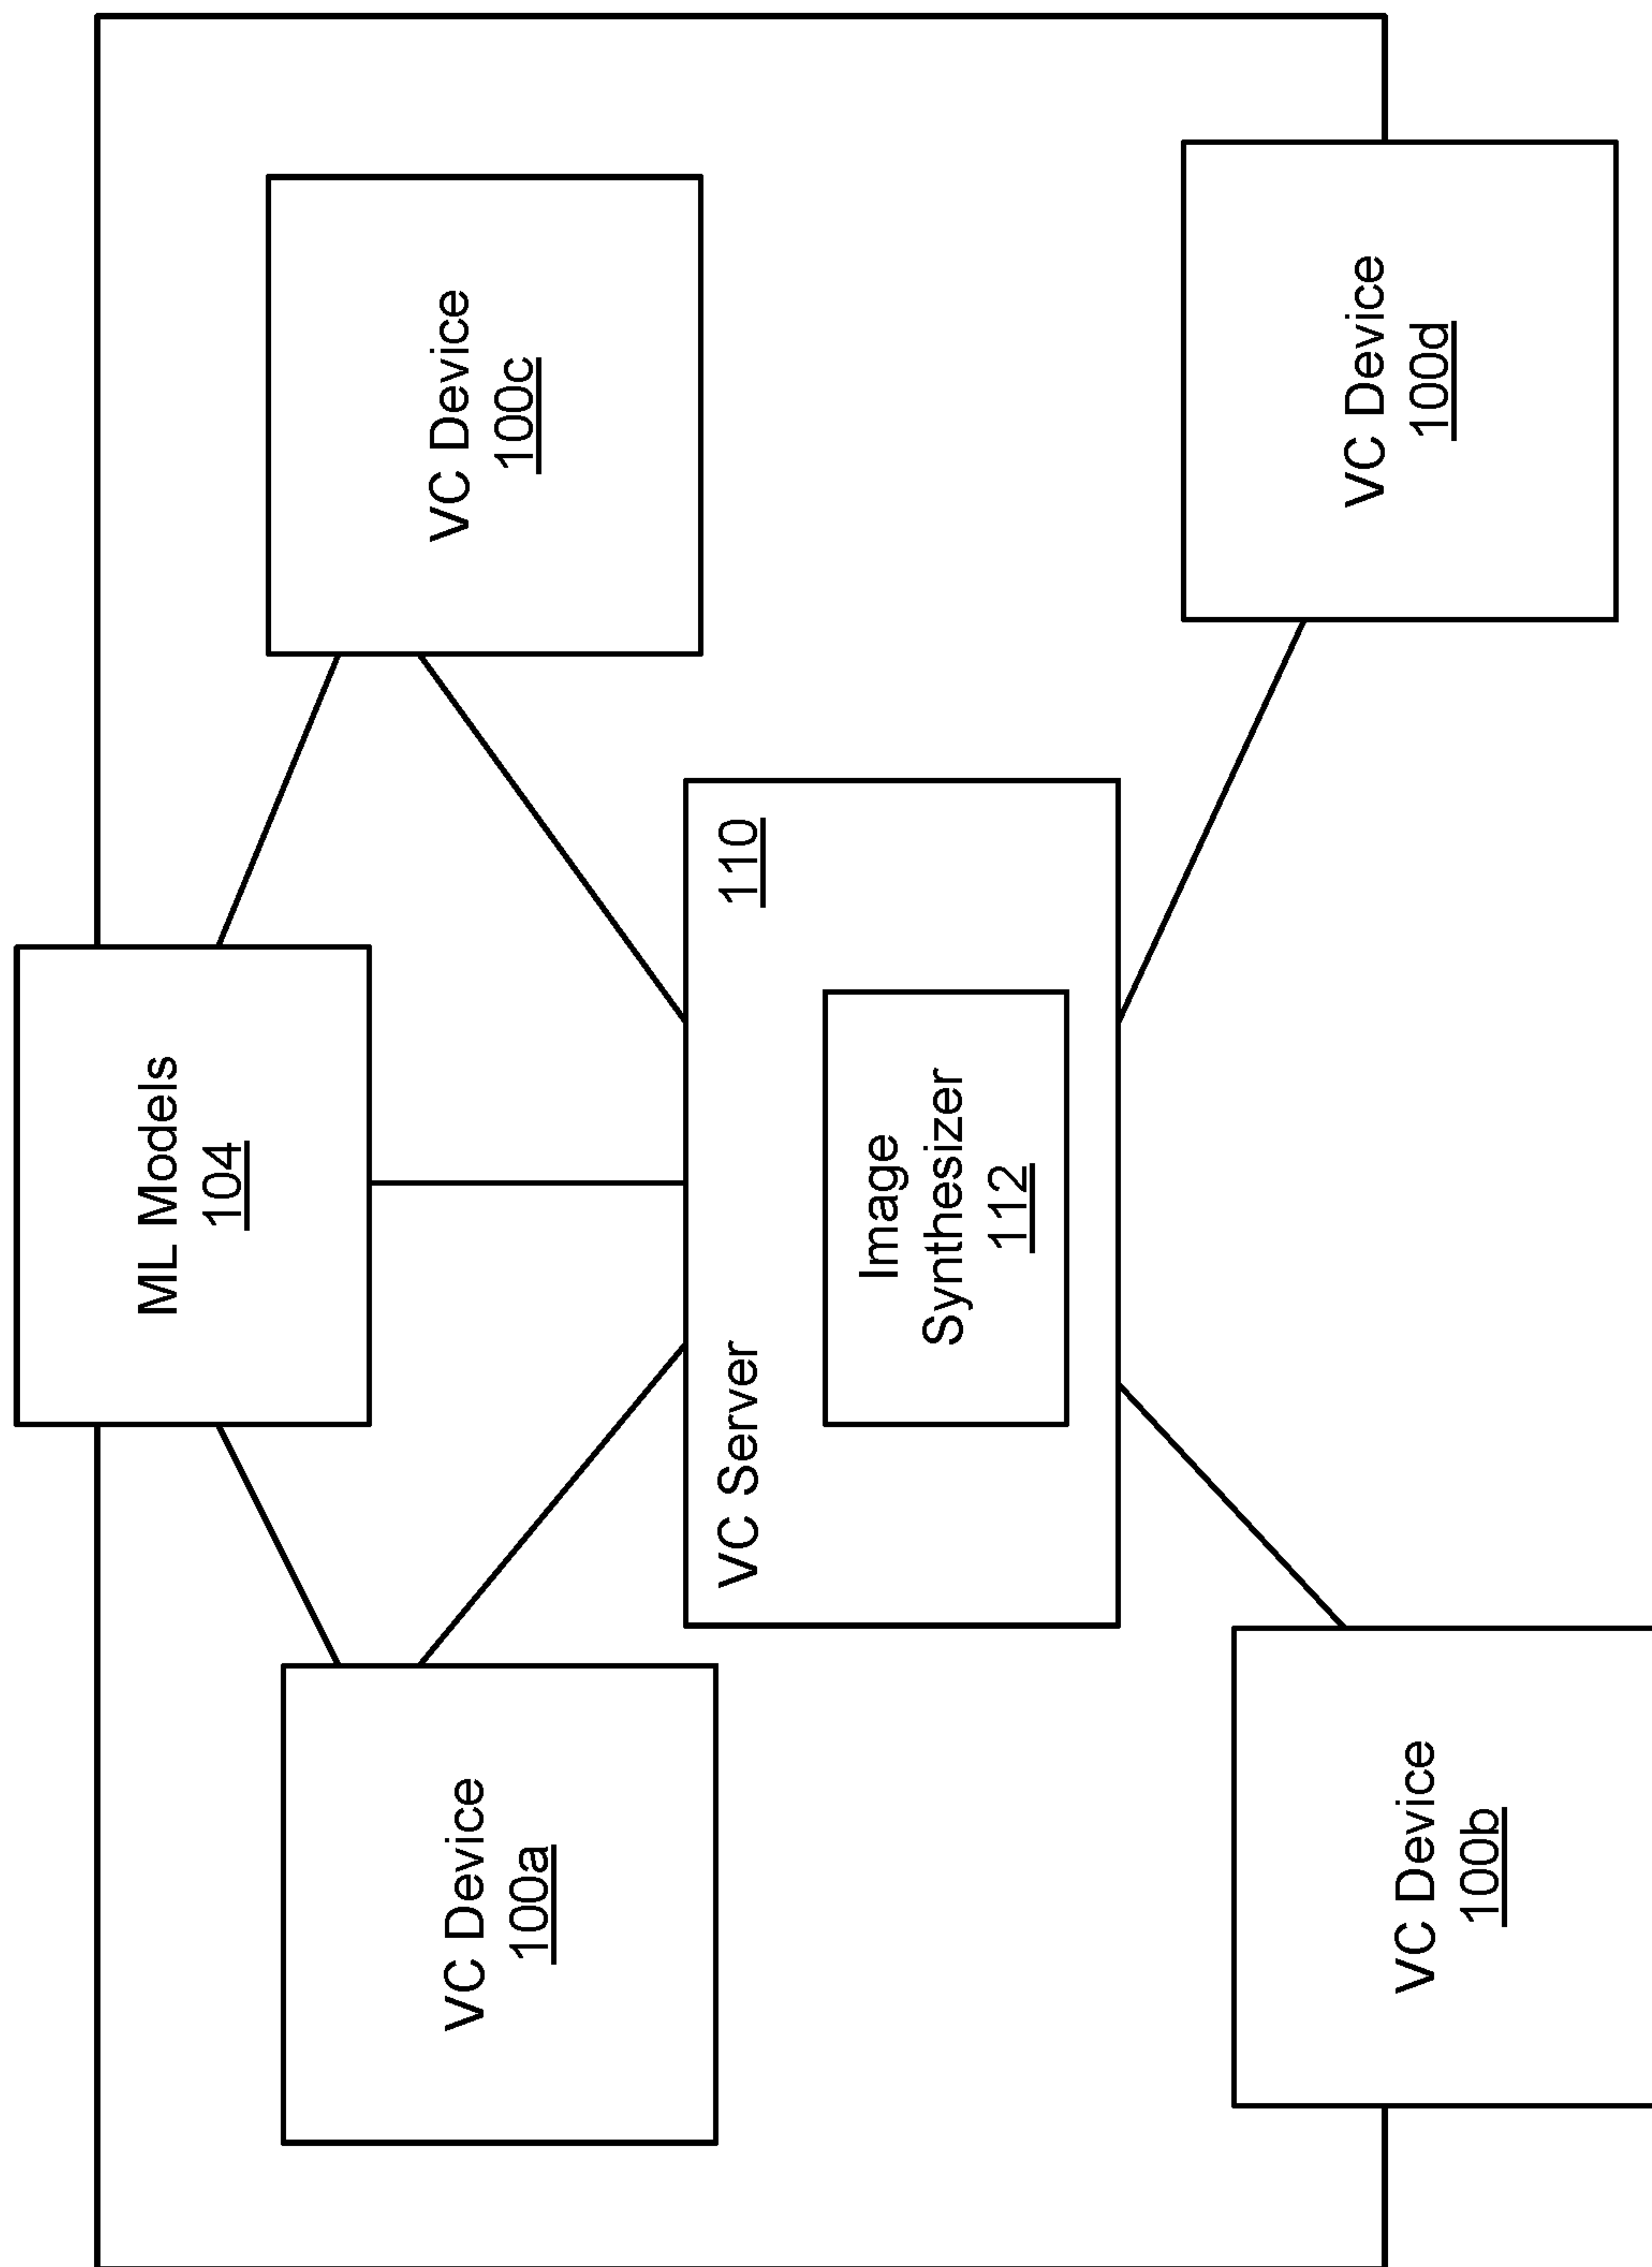 ML Models
104
VC Device
100a
VC Device
100c
VC Server
110
Image
Synthesizer
112
VC Device
100b
VC Device
100d